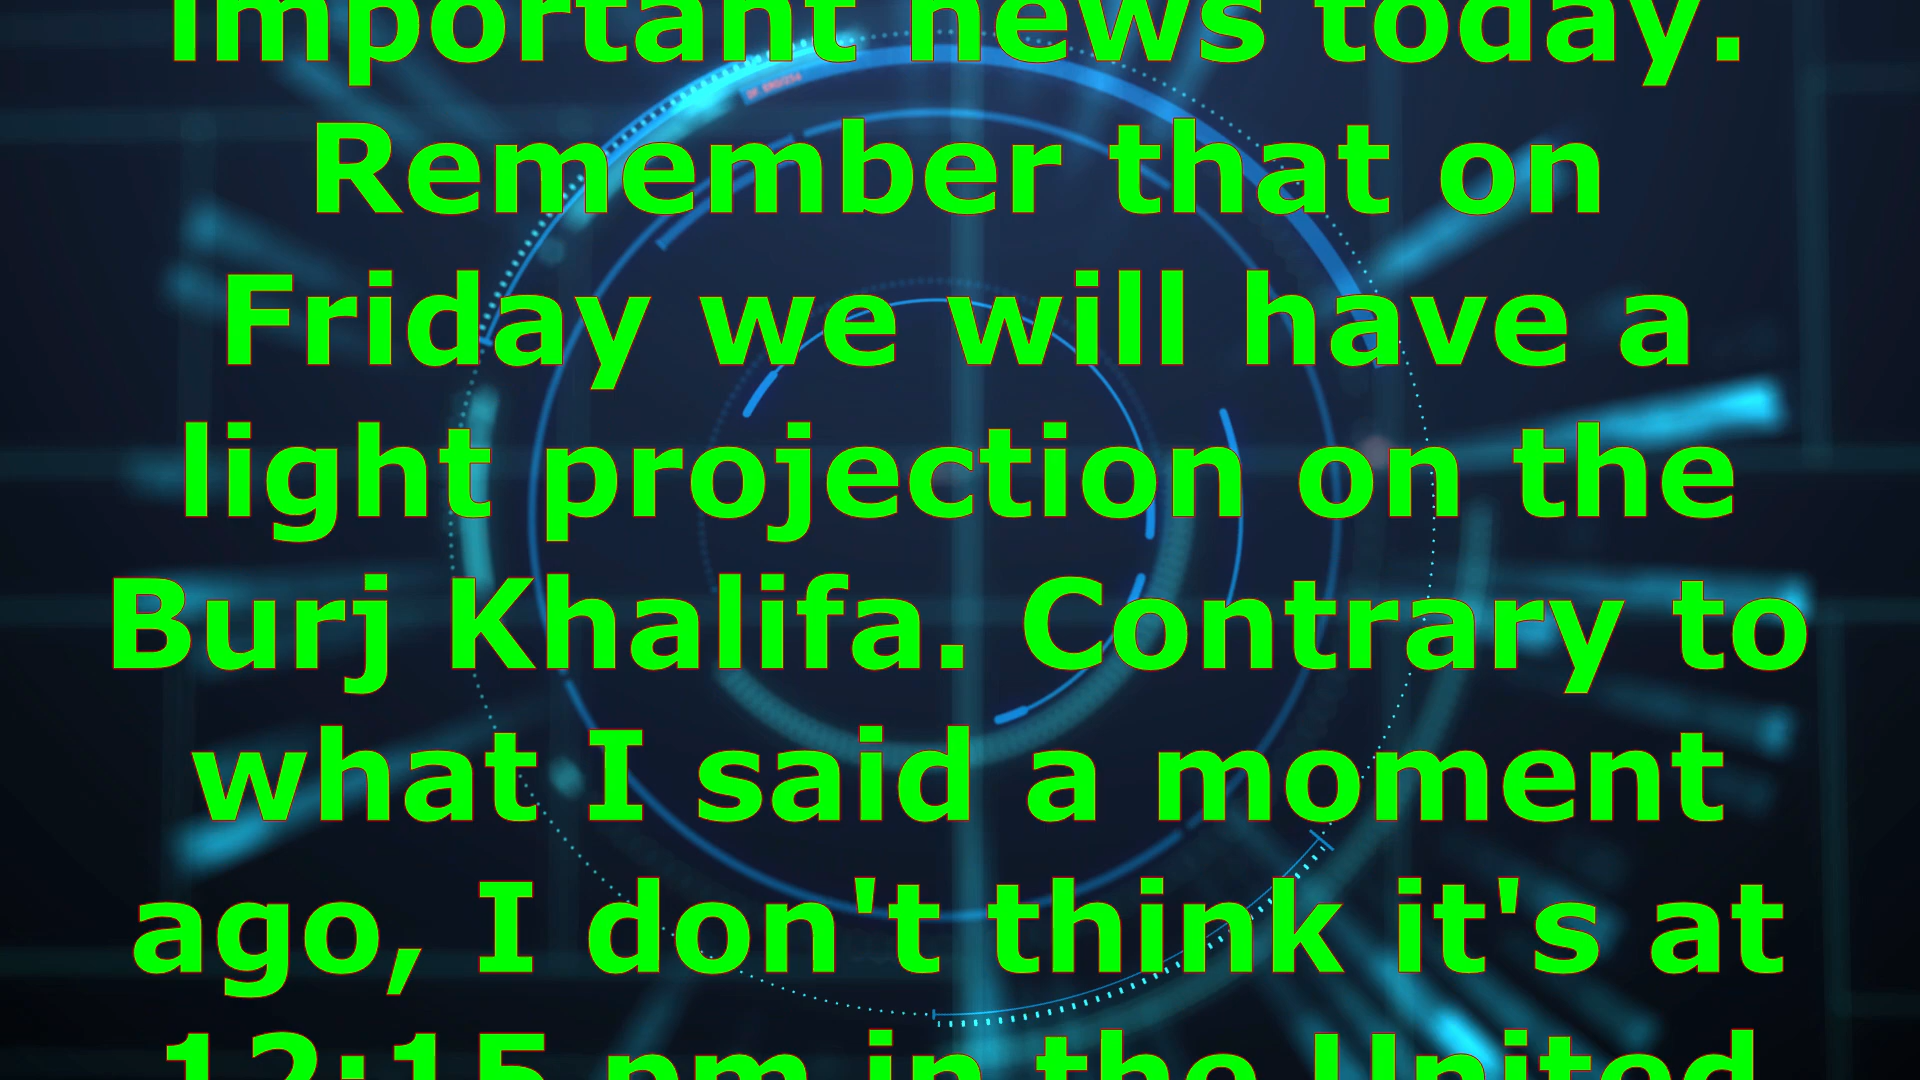 important news today.
Remember that on
Friday we will have a
light projection on the
Burj Khalifa. Contrary to
what I said a moment
ago, I don't think it's at
12:15 pm in the United